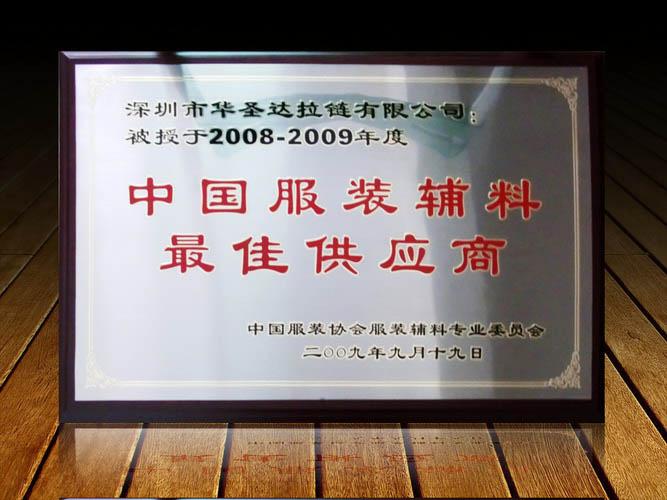 深圳市华圣达拉链有限公司:
被授于2008-2009年度
中国服装辅料
最佳供应商
中国服装协会服装辅料专业委员会
二〇〇九年九月十九日